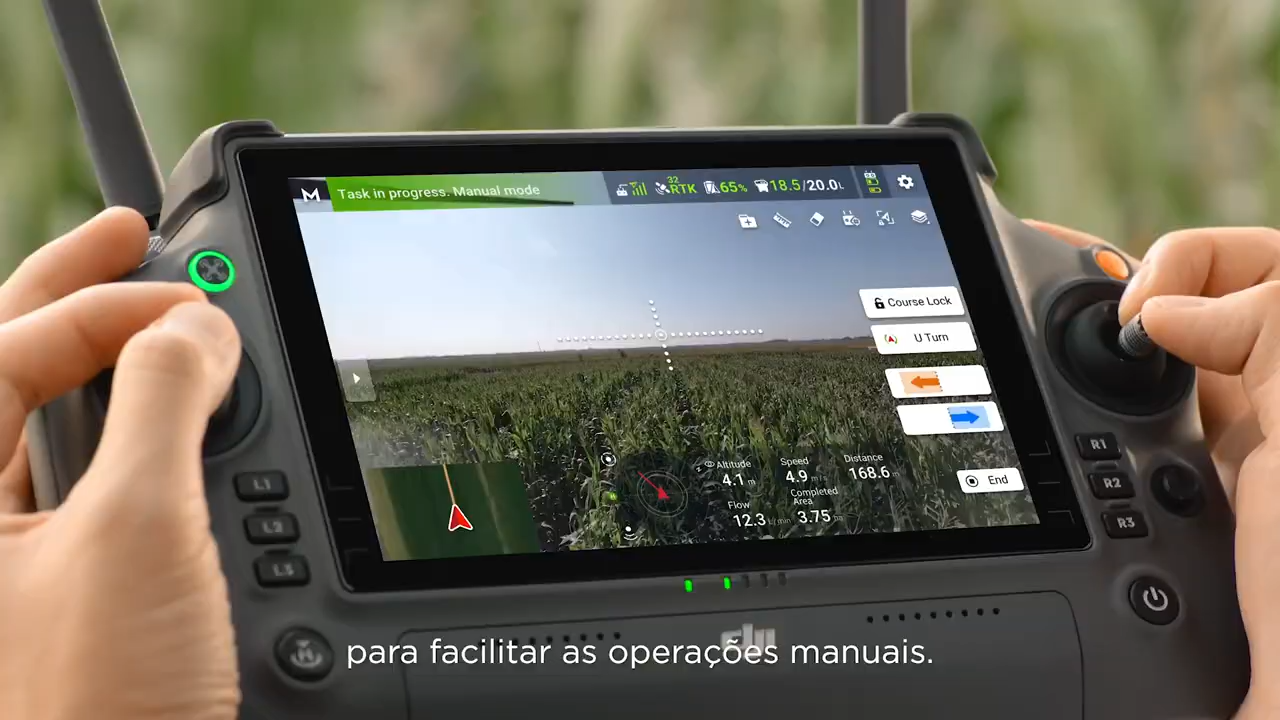 M
Task in progress. Manual mode
32
RTK
65%
18.5/20.0L
Course Lock
U Turn
Altitude
4.1 m
Speed
4.9 m/s
Distance
168.6 m
Flow
12.3 L/min
Completed
Area
3.75
End
L1
L2
L3
R1
R2
R3
dji
para facilitar as operações manuais.